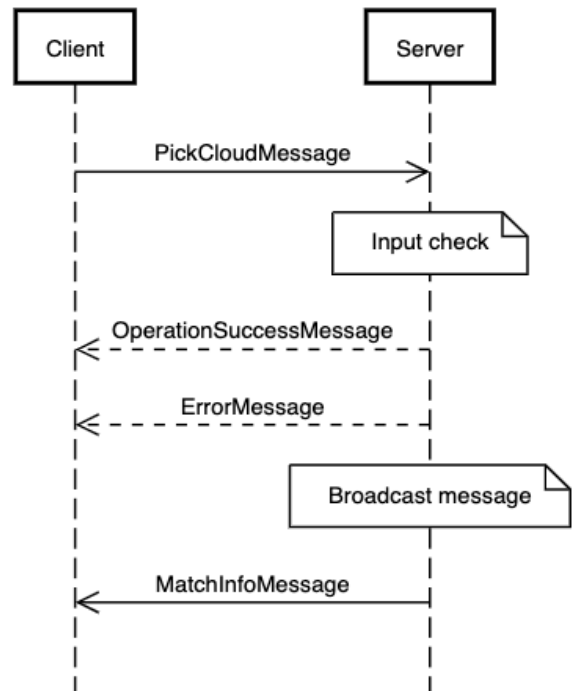 Client
Server
PickCloudMessage
Input check
OperationSuccessMessage
ErrorMessage
Broadcast message
MatchInfoMessage